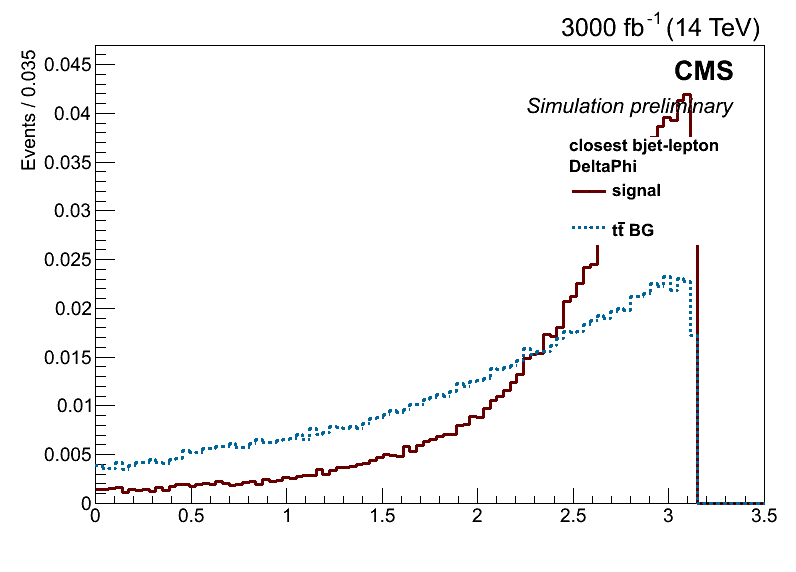 3000 fb⁻¹ (14 TeV)
CMS
Simulation preliminary
closest bjet-lepton
DeltaPhi
signal
tt̄ BG
Events / 0.035
0.045
0.04
0.035
0.03
0.025
0.02
0.015
0.01
0.005
0
0 0.5 1 1.5 2 2.5 3 3.5